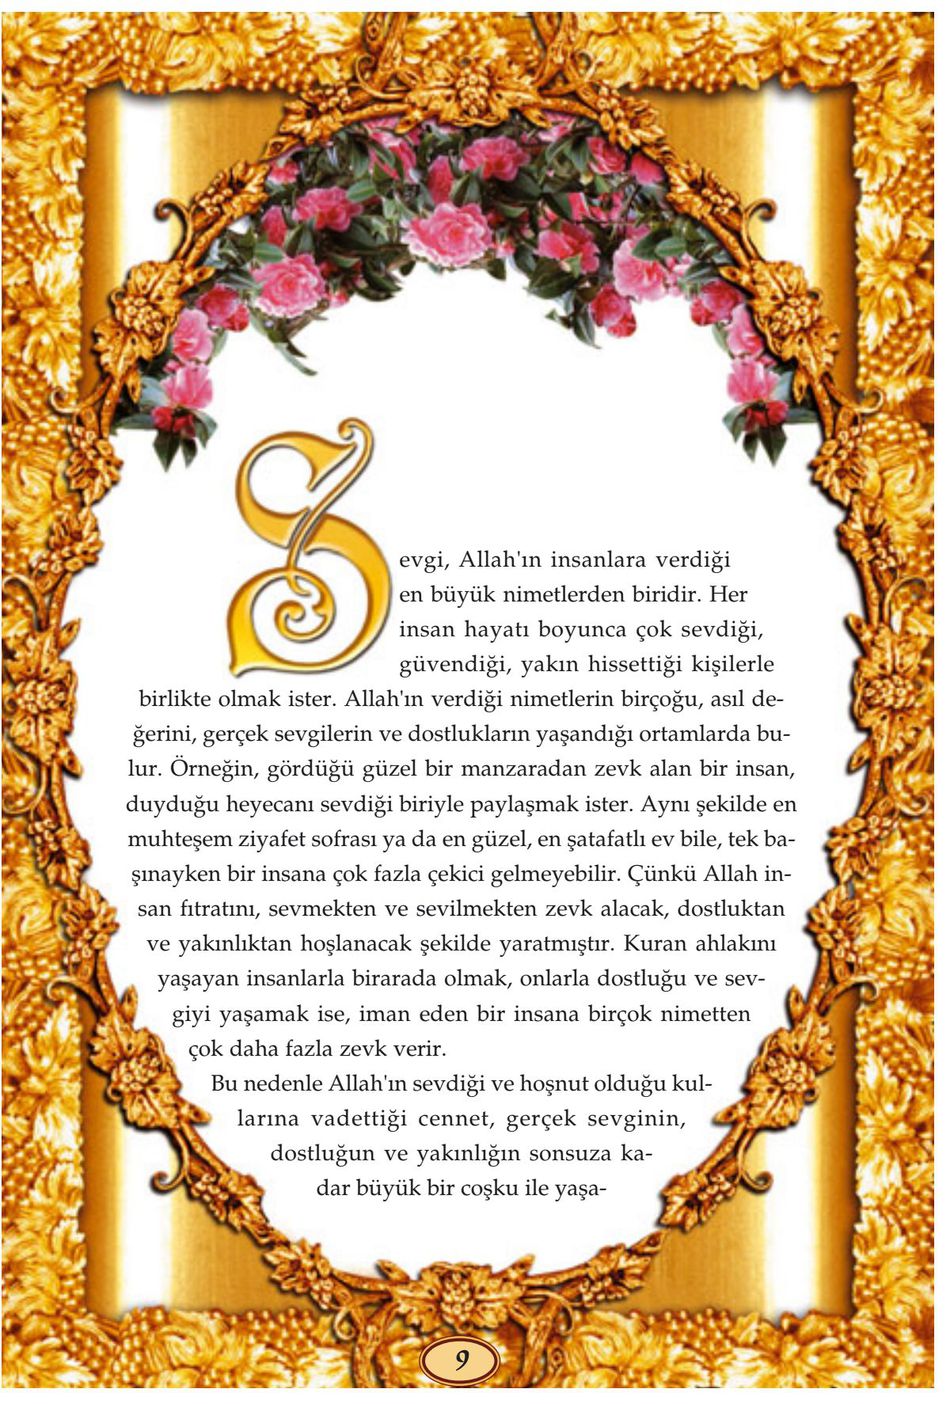 Sevgi, Allah'ın insanlara verdiği
en büyük nimetlerden biridir. Her
insan hayatı boyunca çok sevdiği,
güvendiği, yakın hissettiği kişilerle
birlikte olmak ister. Allah'ın verdiği nimetlerin birçoğu, asıl de-
ğerini, gerçek sevgilerin ve dostlukların yaşandığı ortamlarda bu-
lur. Örneğin, gördüğü güzel bir manzaradan zevk alan bir insan,
duyduğu heyecanı sevdiği biriyle paylaşmak ister. Aynı şekilde en
muhteşem ziyafet sofrası ya da en güzel, en şatafatlı ev bile, tek ba-
şınayken bir insana çok fazla çekici gelmeyebilir. Çünkü Allah in-
san fıtratını, sevmekten ve sevilmekten zevk alacak, dostluktan
ve yakınlıktan hoşlanacak şekilde yaratmıştır. Kuran ahlakını
yaşayan insanlarla birarada olmak, onlarla dostluğu ve sev-
giyi yaşamak ise, iman eden bir insana birçok nimetten
çok daha fazla zevk verir.
Bu nedenle Allah'ın sevdiği ve hoşnut olduğu kul-
larına vadettiği cennet, gerçek sevginin,
dostluğun ve yakınlığın sonsuza ka-
dar büyük bir coşku ile yaşa-
9